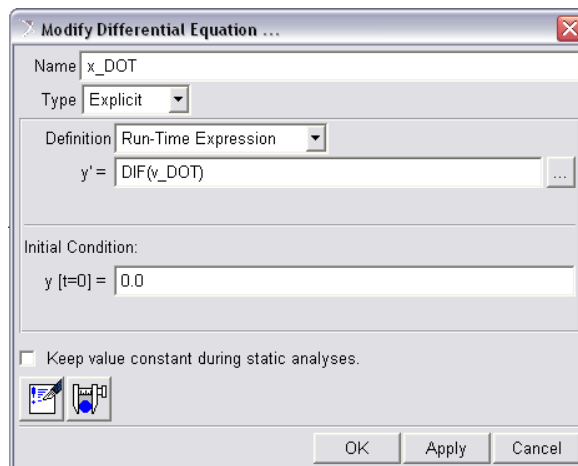 Modify Differential Equation ...
Name x_DOT
Type Explicit
Definition Run-Time Expression
y' = DIF(v_DOT) ...
Initial Condition:
y [t=0] = 0.0
Keep value constant during static analyses.
OK Apply Cancel